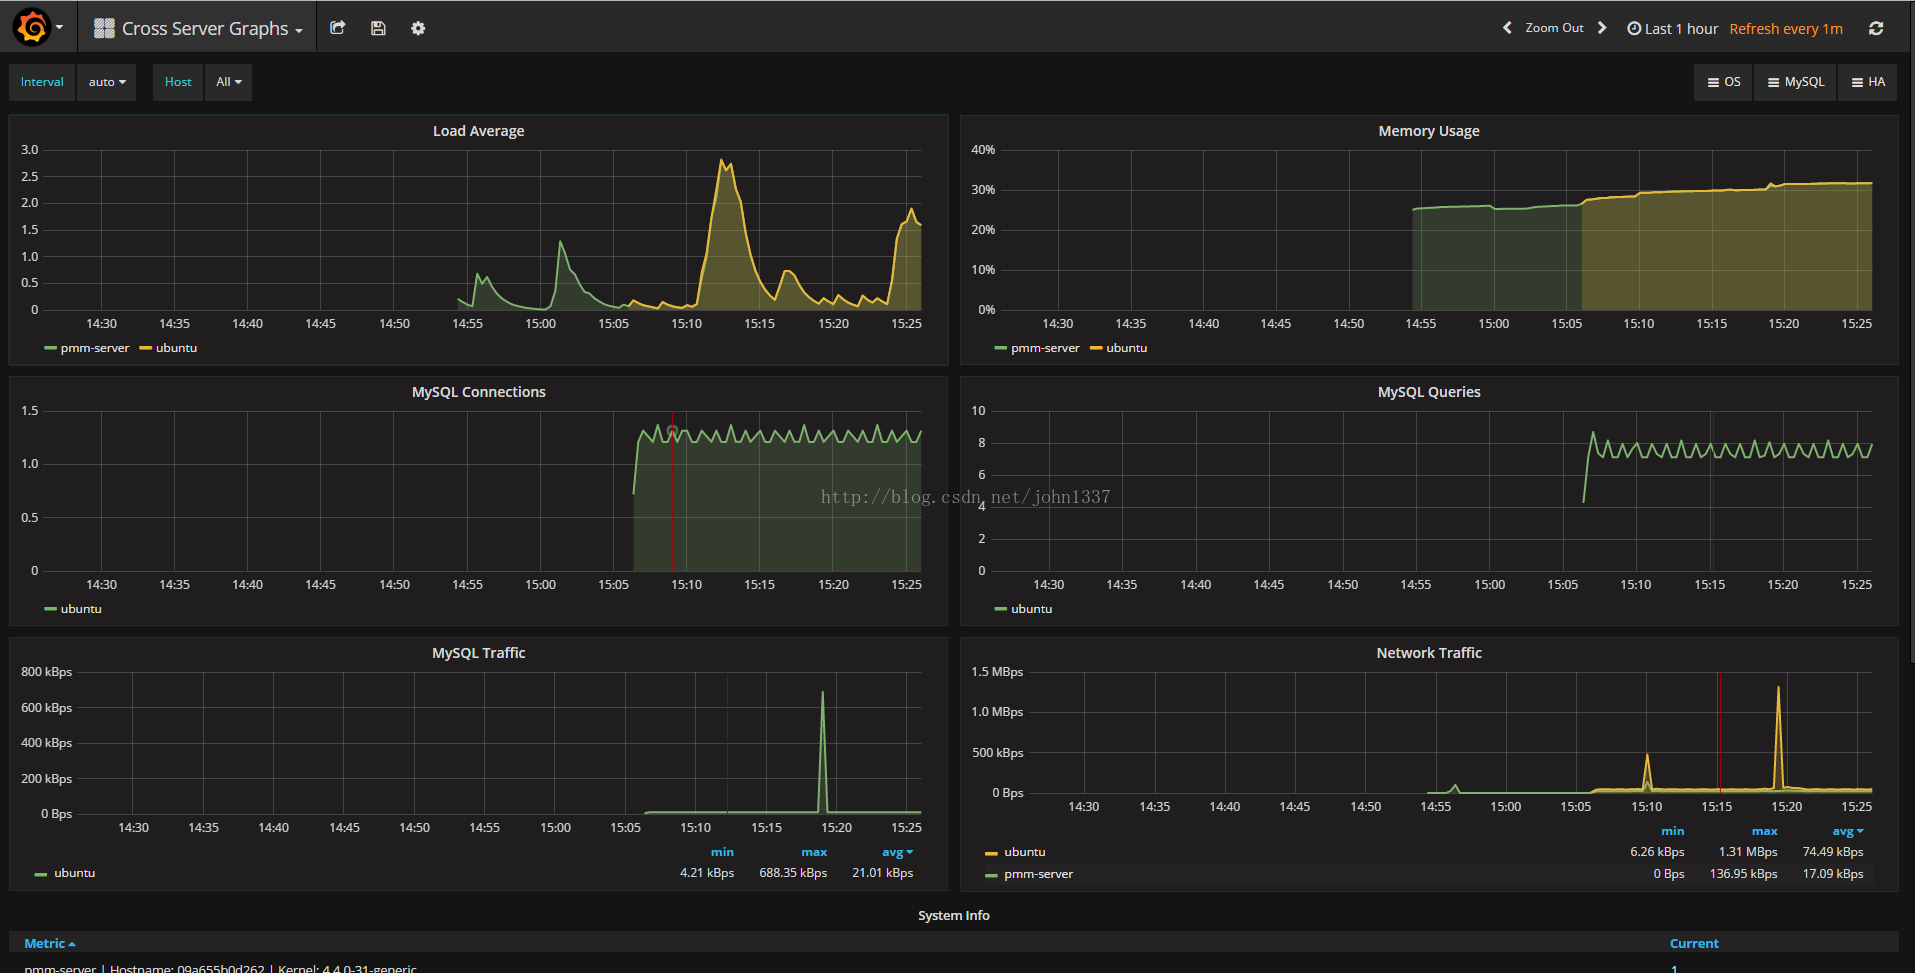 Cross Server Graphs
Zoom Out
Last 1 hour Refresh every 1m
Interval auto Host All
OS MySQL HA
Load Average
3.0
2.5
2.0
1.5
1.0
0.5
0
14:30 14:35 14:40 14:45 14:50 14:55 15:00 15:05 15:10 15:15 15:20 15:25
pmm-server ubuntu
Memory Usage
40%
30%
20%
10%
0%
14:30 14:35 14:40 14:45 14:50 14:55 15:00 15:05 15:10 15:15 15:20 15:25
pmm-server ubuntu
MySQL Connections
1.5
1.0
0.5
0
14:30 14:35 14:40 14:45 14:50 14:55 15:00 15:05 15:10 15:15 15:20 15:25
ubuntu
MySQL Queries
10
8
6
4
2
0
14:30 14:35 14:40 14:45 14:50 14:55 15:00 15:05 15:10 15:15 15:20 15:25
ubuntu
http://blog.csdn.net/john1337
MySQL Traffic
800 kBps
600 kBps
400 kBps
200 kBps
0 Bps
14:30 14:35 14:40 14:45 14:50 14:55 15:00 15:05 15:10 15:15 15:20 15:25
min max avg
ubuntu 4.21 kBps 688.35 kBps 21.01 kBps
Network Traffic
1.5 MBps
1.0 MBps
500 kBps
0 Bps
14:30 14:35 14:40 14:45 14:50 14:55 15:00 15:05 15:10 15:15 15:20 15:25
min max avg
ubuntu 6.26 kBps 1.31 MBps 74.49 kBps
pmm-server 0 Bps 136.95 kBps 17.09 kBps
System Info
Metric Current
pmm-server | Hostname: 09a655b0d262 | Kernel: 4.4.0-31-generic 1